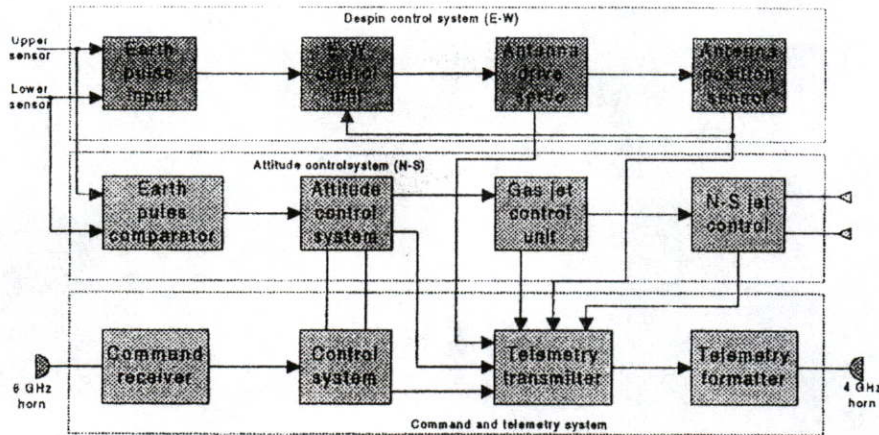 Despin control system (E-W)
Upper
sensor
Lower
sensor
Earth
pulse
input
E-W
control
unit
Antanna
drive
servo
Antenna
position
sensor
Attitude controlsystem (N-S)
Earth
pules
comparator
Attitude
control
system
Gas jet
control
unit
N-S jet
control
6 GHz
horn
Command
receiver
Control
system
Telemetry
transmitter
Telemetry
formatter
4 GHz
horn
Command and telemetry system